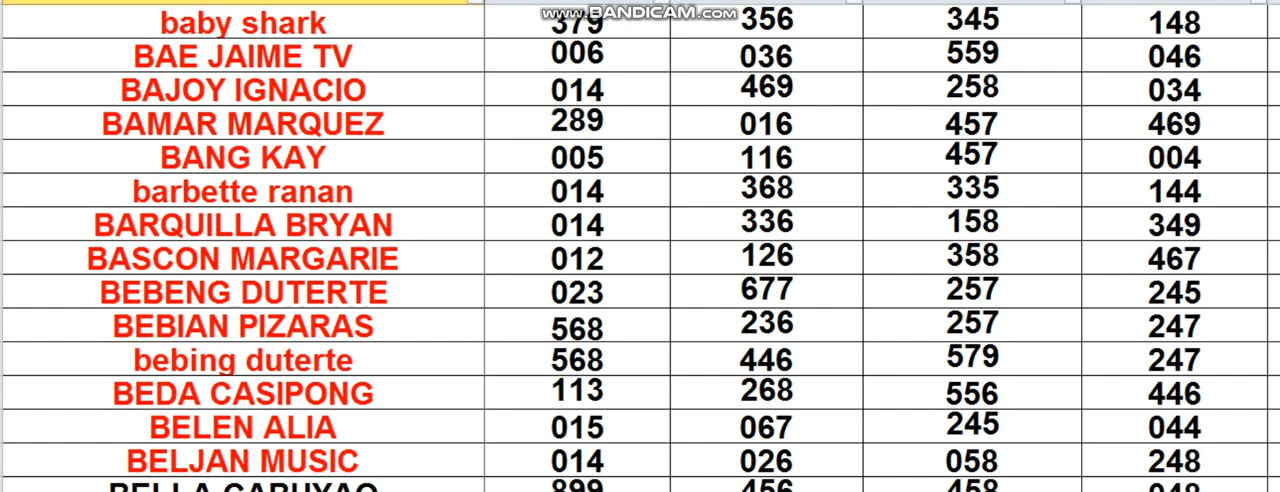 www.BANDICAM.com
baby shark 379 356 345 148
BAE JAIME TV 006 036 559 046
BAJOY IGNACIO 014 469 258 034
BAMAR MARQUEZ 289 016 457 469
BANG KAY 005 116 457 004
barbette ranan 014 368 335 144
BARQUILLA BRYAN 014 336 158 349
BASCON MARGARIE 012 126 358 467
BEBENG DUTERTE 023 677 257 245
BEBIAN PIZARAS 568 236 257 247
bebing duterte 568 446 579 247
BEDA CASIPONG 113 268 556 446
BELEN ALIA 015 067 245 044
BELJAN MUSIC 014 026 058 248
BELLA CABUYAO 899 456 458 048